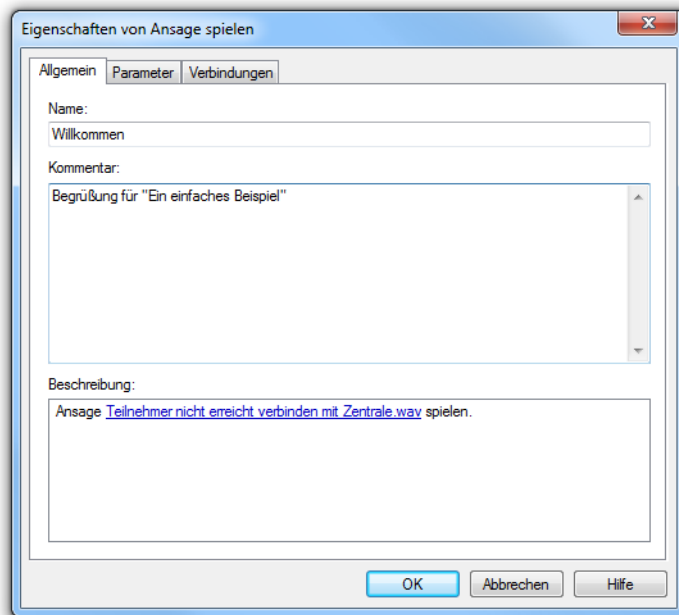 Eigenschaften von Ansage spielen
Allgemein Parameter Verbindungen
Name:
Willkommen
Kommentar:
Begrüßung für "Ein einfaches Beispiel"
Beschreibung:
Ansage Teilnehmer nicht erreicht verbinden mit Zentrale.wav spielen.
OK Abbrechen Hilfe